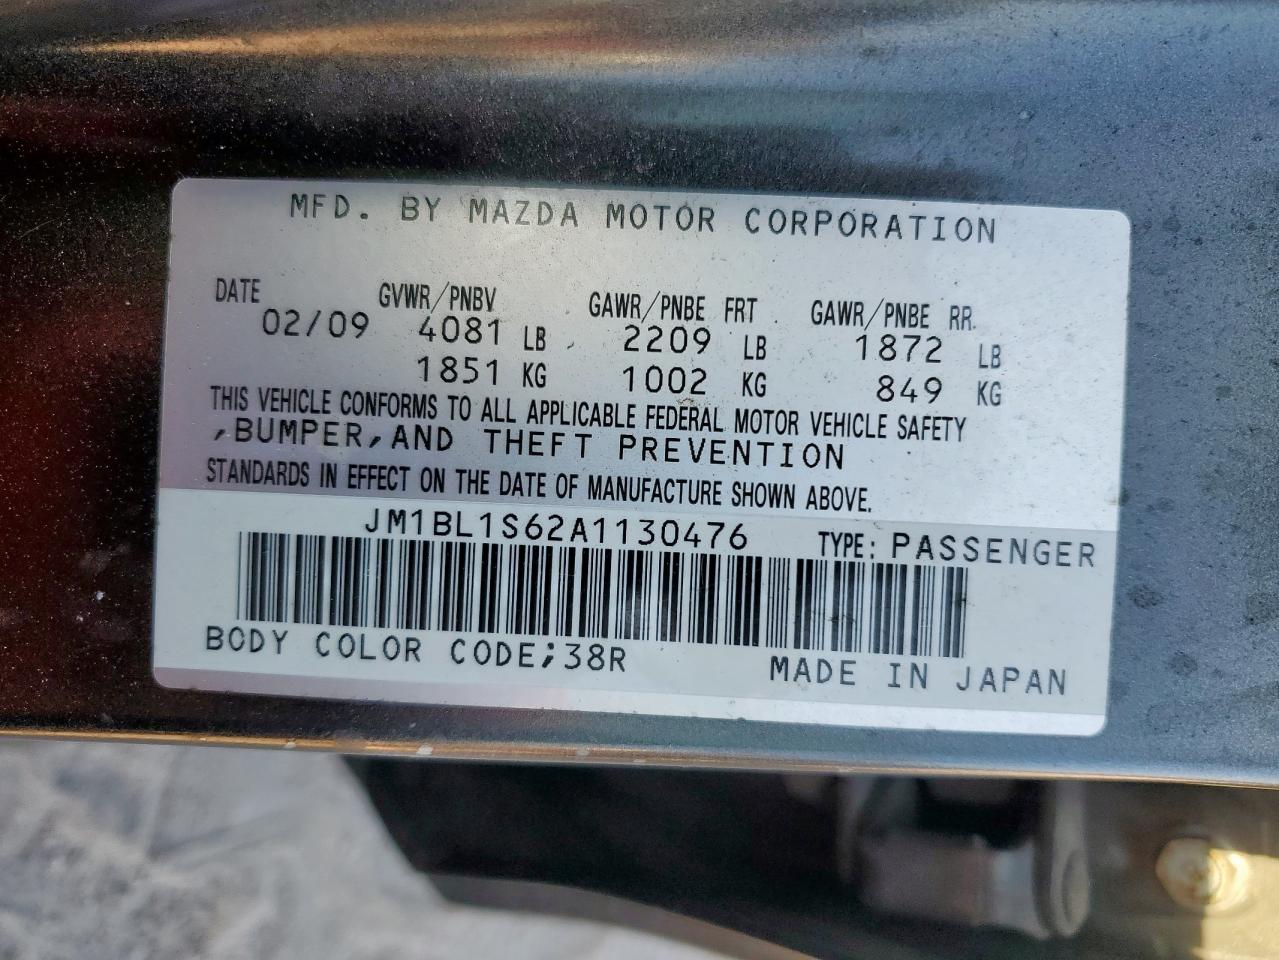 MFD. BY MAZDA MOTOR CORPORATION
DATE GVWR/PNBV GAWR/PNBE FRT GAWR/PNBE RR.
02/09 4081 LB 2209 LB 1872 LB
1851 KG 1002 KG 849 KG
THIS VEHICLE CONFORMS TO ALL APPLICABLE FEDERAL MOTOR VEHICLE SAFETY
,BUMPER,AND THEFT PREVENTION
STANDARDS IN EFFECT ON THE DATE OF MANUFACTURE SHOWN ABOVE.
JM1BL1S62A1130476 TYPE: PASSENGER
BODY COLOR CODE;38R MADE IN JAPAN